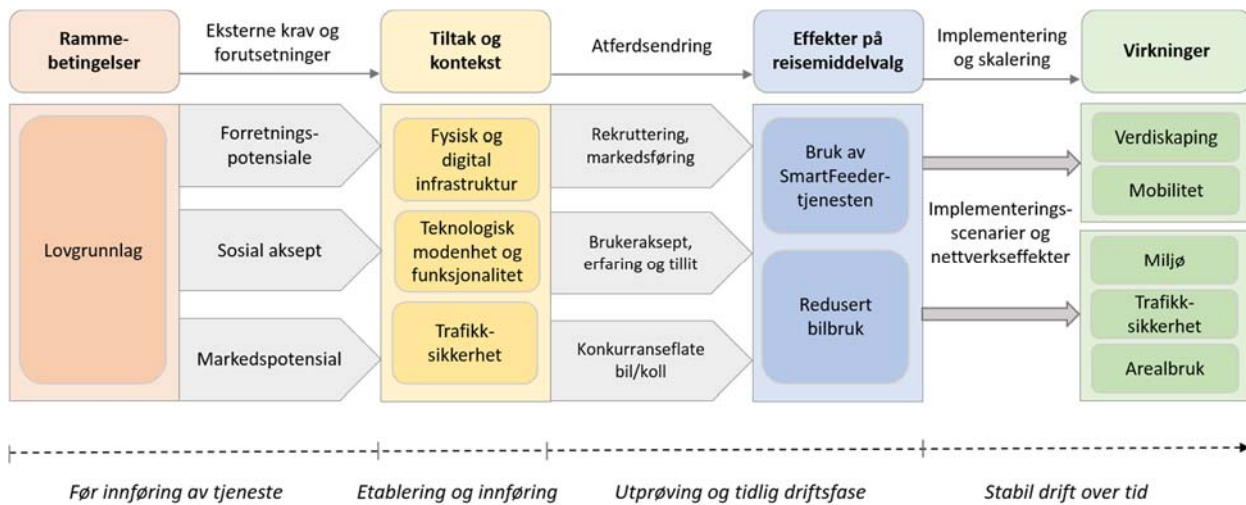 Ramme-
betingelser
Eksterne krav og
forutsetninger
Tiltak og
kontekst
Atferdsendring
Effekter på
reisemiddelvalg
Implementering
og skalering
Virkninger
Lovgrunnlag
Forretnings-
potensiale
Sosial aksept
Markedspotensial
Fysisk og
digital
infrastruktur
Teknologisk
modenhet og
funksjonalitet
Trafikk-
sikkerhet
Rekruttering,
markedsføring
Brukeraksept,
erfaring og tillit
Konkurranseflate
bil/koll
Bruk av
SmartFeeder-
tjenesten
Redusert
bilbruk
Implementerings-
scenarier og
nettverkseffekter
Verdiskaping
Mobilitet
Miljø
Trafikk-
sikkerhet
Arealbruk
Før innføring av tjeneste
Etablering og innføring
Utprøving og tidlig driftsfase
Stabil drift over tid